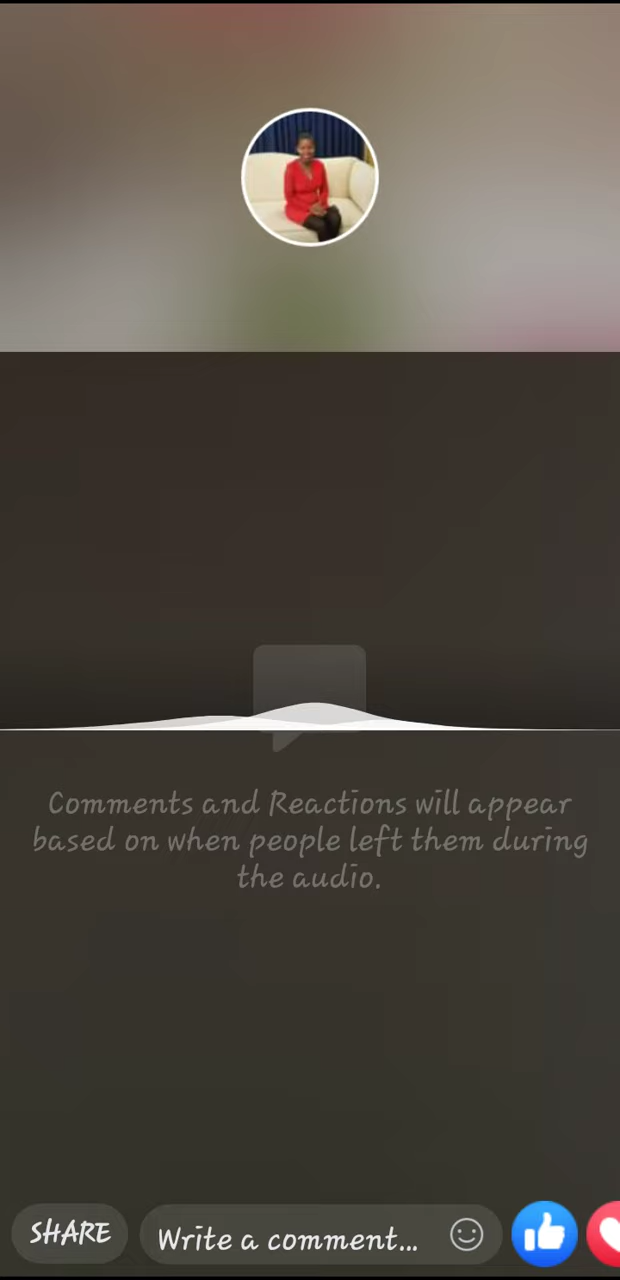 Comments and Reactions will appear
based on when people left them during
the audio.
SHARE
Write a comment...